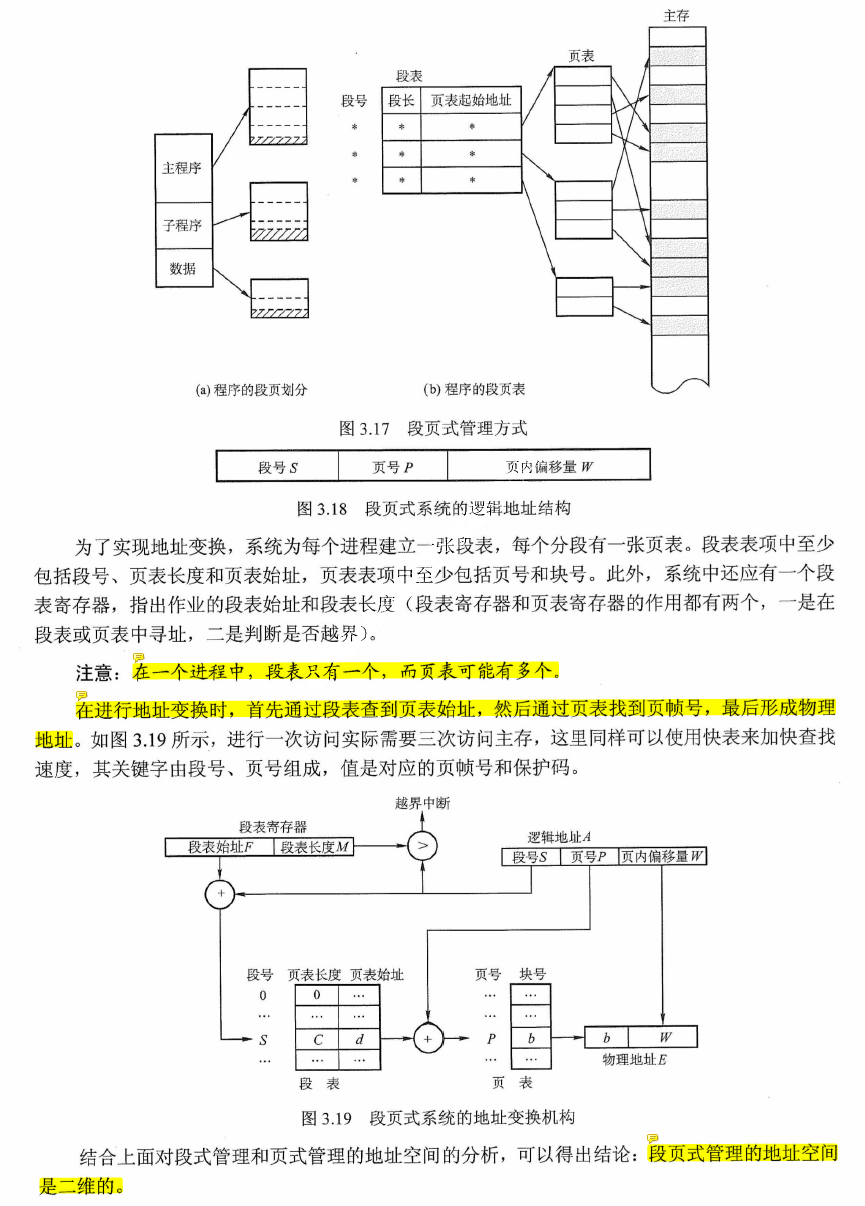 主存
页表
段表
段号 段长 页表起始地址
* * *
* * *
* * *
主程序
子程序
数据
(a) 程序的段页划分
(b) 程序的段页表
图 3.17 段页式管理方式
段号 S 页号 P 页内偏移量 W
图 3.18 段页式系统的逻辑地址结构
为了实现地址变换，系统为每个进程建立一张段表，每个分段有一张页表。段表表项中至少
包括段号、页表长度和页表始址，页表表项中至少包括页号和块号。此外，系统中还应有一个段
表寄存器，指出作业的段表始址和段表长度（段表寄存器和页表寄存器的作用都有两个，一是在
段表或页表中寻址，二是判断是否越界）。
注意：在一个进程中，段表只有一个，而页表可能有多个。
在进行地址变换时，首先通过段表查到页表始址，然后通过页表找到页帧号，最后形成物理
地址。如图 3.19 所示，进行一次访问实际需要三次访问主存，这里同样可以使用快表来加快查找
速度，其关键字由段号、页号组成，值是对应的页帧号和保护码。
越界中断
段表寄存器
段表始址F 段表长度M
>
逻辑地址A
段号S 页号P 页内偏移量W
+
段号 页表长度 页表始址
0 0 …
… … …
S C d
… … …
段 表
+
页号 块号
… …
… …
P b
… …
页 表
b W
物理地址E
图 3.19 段页式系统的地址变换机构
结合上面对段式管理和页式管理的地址空间的分析，可以得出结论：段页式管理的地址空间
是二维的。